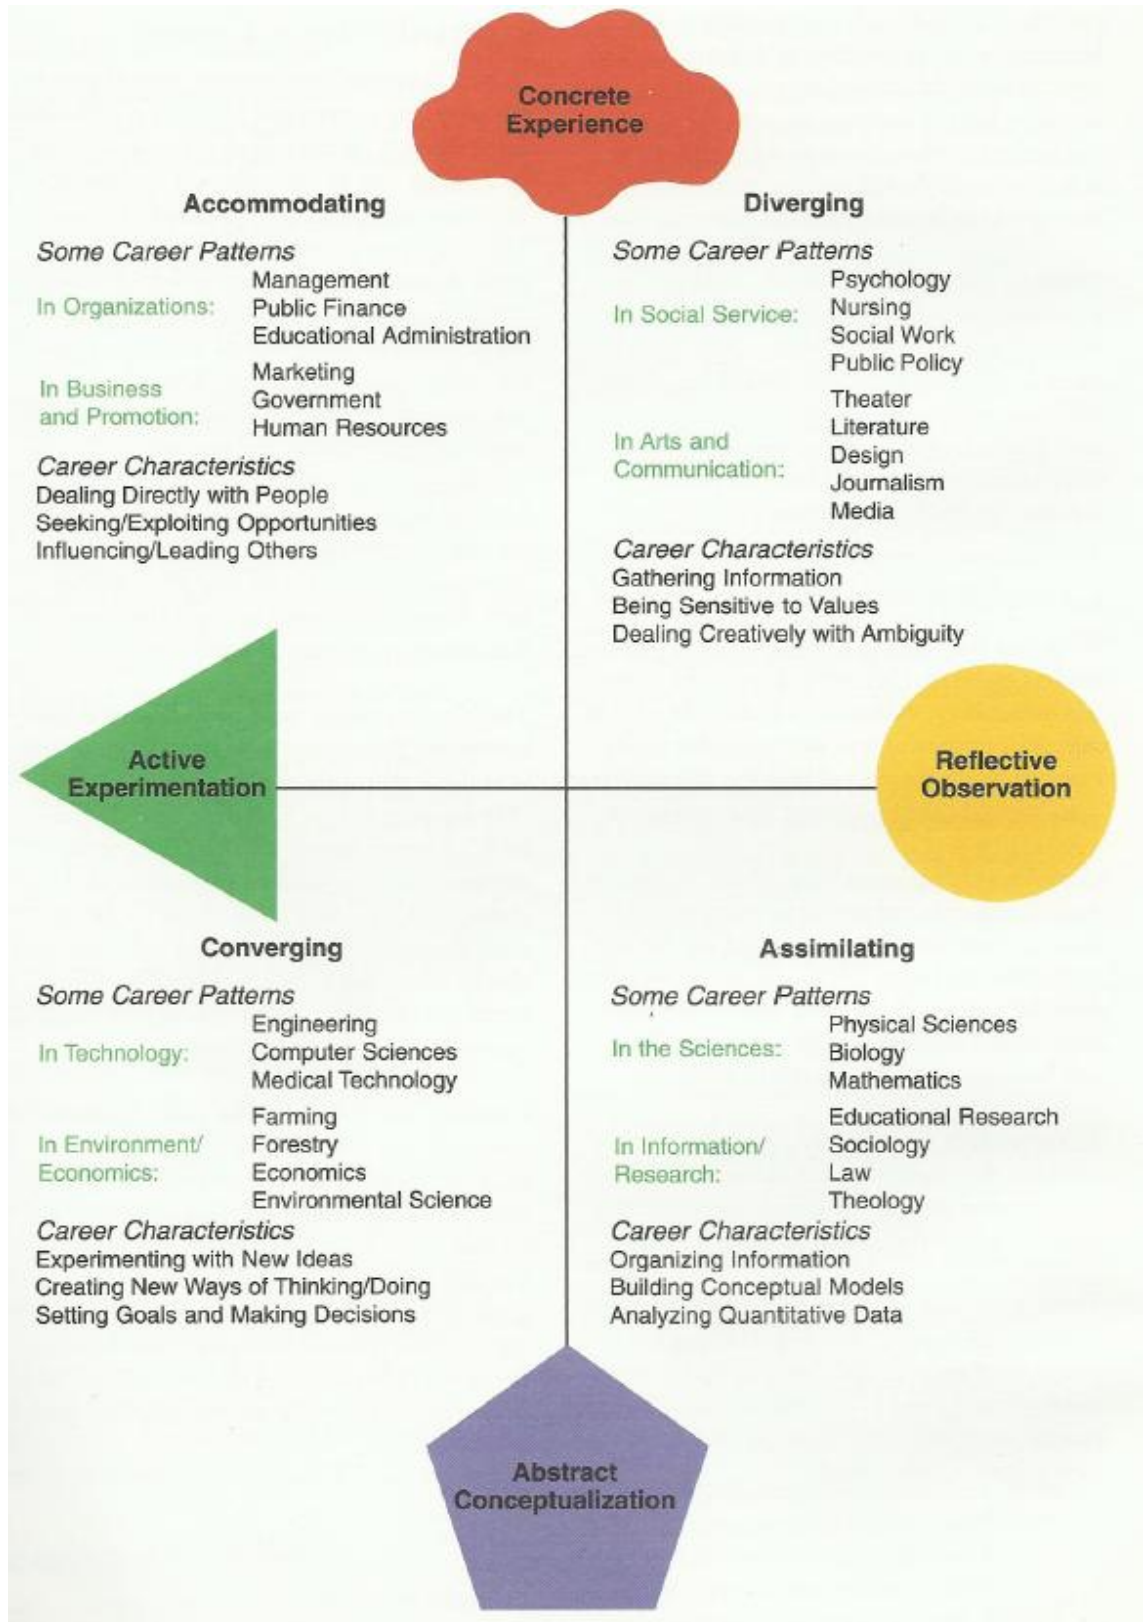 Concrete
Experience
Accommodating
Some Career Patterns
In Organizations:
Management
Public Finance
Educational Administration
In Business
and Promotion:
Marketing
Government
Human Resources
Career Characteristics
Dealing Directly with People
Seeking/Exploiting Opportunities
Influencing/Leading Others
Diverging
Some Career Patterns
In Social Service:
Psychology
Nursing
Social Work
Public Policy
In Arts and
Communication:
Theater
Literature
Design
Journalism
Media
Career Characteristics
Gathering Information
Being Sensitive to Values
Dealing Creatively with Ambiguity
Active
Experimentation
Reflective
Observation
Converging
Some Career Patterns
In Technology:
Engineering
Computer Sciences
Medical Technology
In Environment/
Economics:
Farming
Forestry
Economics
Environmental Science
Career Characteristics
Experimenting with New Ideas
Creating New Ways of Thinking/Doing
Setting Goals and Making Decisions
Assimilating
Some Career Patterns
In the Sciences:
Physical Sciences
Biology
Mathematics
In Information/
Research:
Educational Research
Sociology
Law
Theology
Career Characteristics
Organizing Information
Building Conceptual Models
Analyzing Quantitative Data
Abstract
Conceptualization